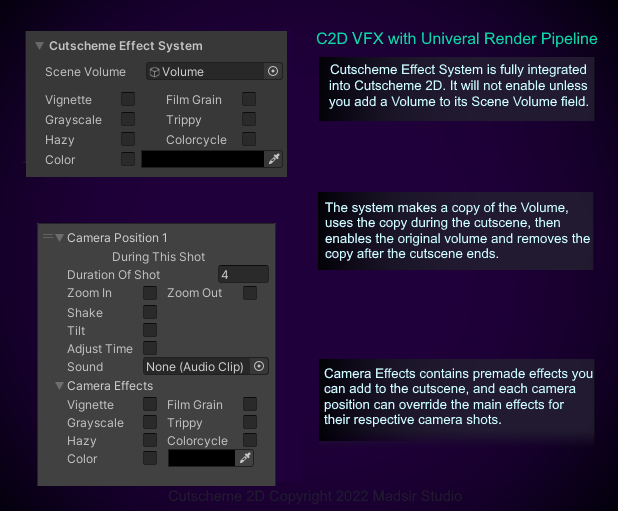 Cutscheme Effect System
Scene Volume Volume
Vignette Film Grain
Grayscale Trippy
Hazy Colorcycle
Color
C2D VFX with Univeral Render Pipeline
Cutscheme Effect System is fully integrated
into Cutscheme 2D. It will not enable unless
you add a Volume to its Scene Volume field.
The system makes a copy of the Volume,
uses the copy during the cutscene, then
enables the original volume and removes the
copy after the cutscene ends.
Camera Position 1
During This Shot
Duration Of Shot 4
Zoom In Zoom Out
Shake
Tilt
Adjust Time
Sound None (Audio Clip)
Camera Effects
Vignette Film Grain
Grayscale Trippy
Hazy Colorcycle
Color
Camera Effects contains premade effects you
can add to the cutscene, and each camera
position can override the main effects for
their respective camera shots.
Cutscheme 2D Copyright 2022 Madsir Studio